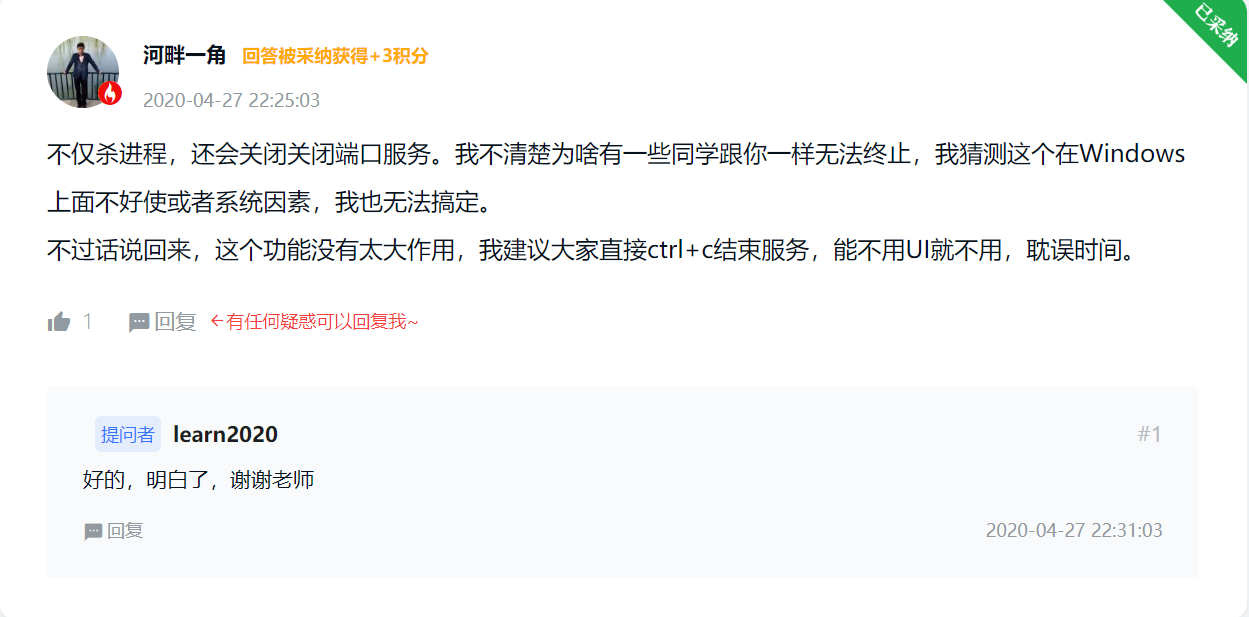 已采纳
河畔一角 回答被采纳获得+3积分
2020-04-27 22:25:03
不仅杀进程，还会关闭关闭端口服务。我不清楚为啥有一些同学跟你一样无法终止，我猜测这个在Windows
上面不好使或者系统因素，我也无法搞定。
不过话说回来，这个功能没有太大作用，我建议大家直接ctrl+c结束服务，能不用UI就不用，耽误时间。
1 回复 ←有任何疑惑可以回复我~
提问者 learn2020 #1
好的，明白了，谢谢老师
回复 2020-04-27 22:31:03